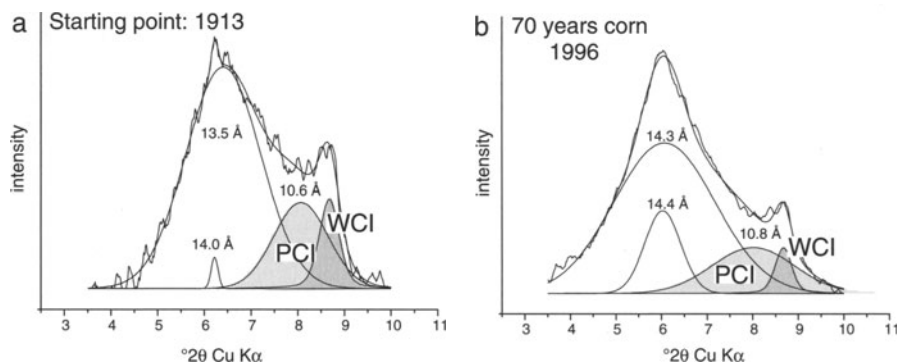 a Starting point: 1913
intensity
13.5 Å
10.6 Å
14.0 Å
PCI
WCI
3 4 5 6 7 8 9 10 11
°2θ Cu Kα
b 70 years corn
1996
intensity
14.3 Å
14.4 Å
10.8 Å
PCI
WCI
3 4 5 6 7 8 9 10 11
°2θ Cu Kα